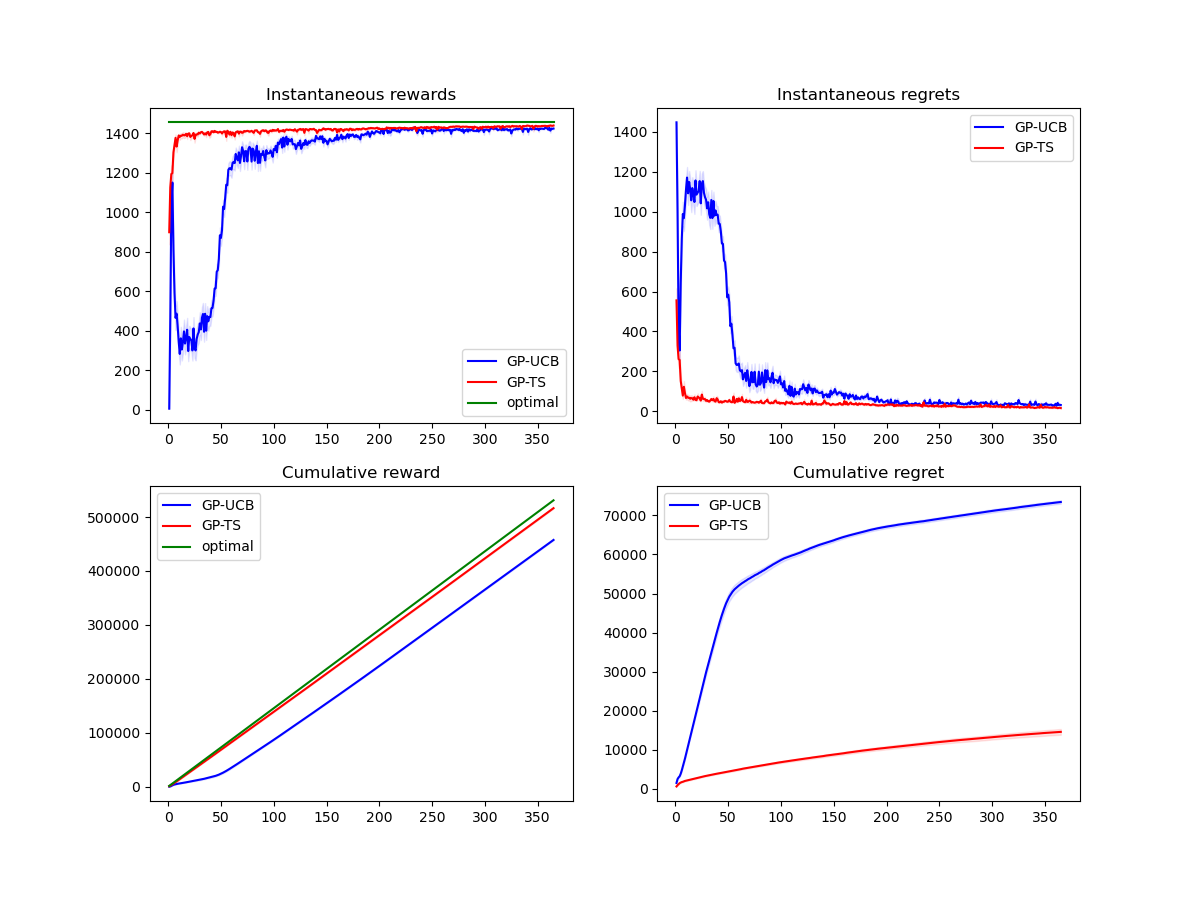 Instantaneous rewards
1400
1200
1000
800
600
400
200
0
0 50 100 150 200 250 300 350
GP-UCB
GP-TS
optimal
Instantaneous regrets
1400
1200
1000
800
600
400
200
0
0 50 100 150 200 250 300 350
GP-UCB
GP-TS
Cumulative reward
500000
400000
300000
200000
100000
0
0 50 100 150 200 250 300 350
GP-UCB
GP-TS
optimal
Cumulative regret
70000
60000
50000
40000
30000
20000
10000
0
0 50 100 150 200 250 300 350
GP-UCB
GP-TS